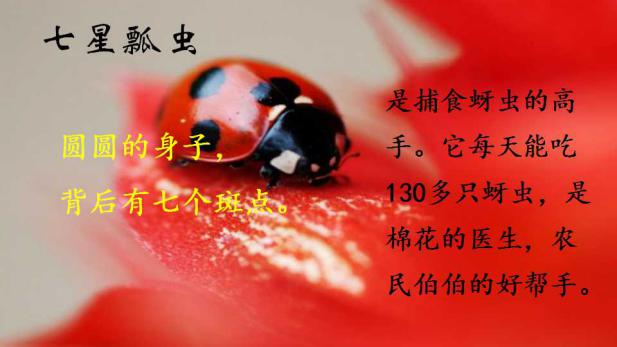 七星瓢虫
圆圆的身子，
背后有七个斑点。
是捕食蚜虫的高
手。它每天能吃
130多只蚜虫，是
棉花的医生，农
民伯伯的好帮手。